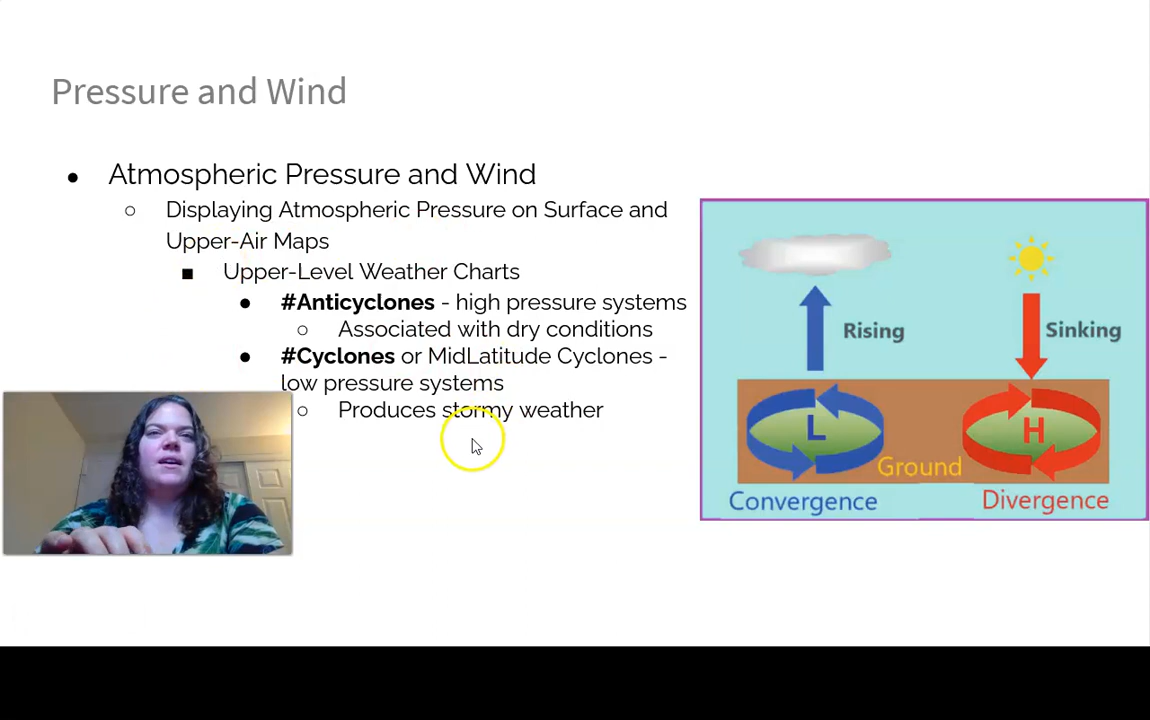 Pressure and Wind
● Atmospheric Pressure and Wind
○ Displaying Atmospheric Pressure on Surface and
Upper-Air Maps
■ Upper-Level Weather Charts
● #Anticyclones - high pressure systems
○ Associated with dry conditions
● #Cyclones or MidLatitude Cyclones -
low pressure systems
○ Produces stormy weather
Rising
Sinking
L
H
Ground
Convergence
Divergence